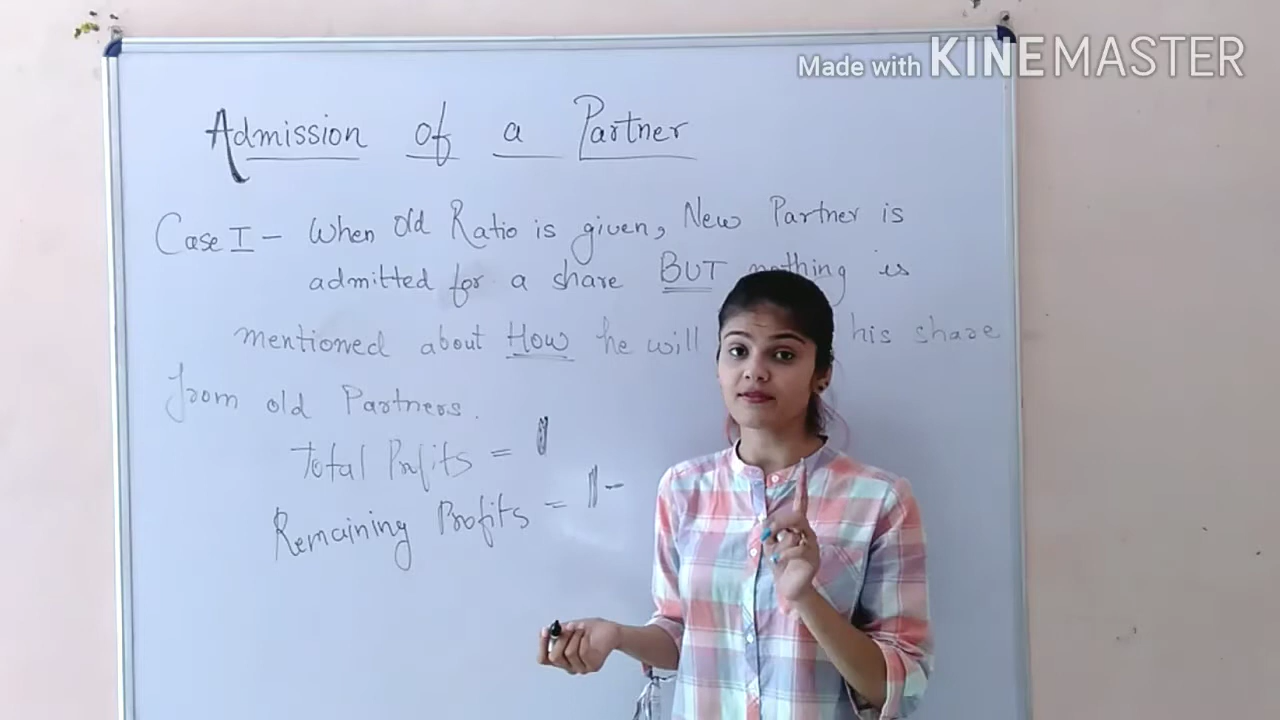 Made with KINEMASTER
Admission of a Partner
Case I - When old Ratio is given, New Partner is
admitted for a share BUT nothing is
mentioned about How he will his share
from old Partners.
Total Profits = 1
Remaining Profits = 1 -